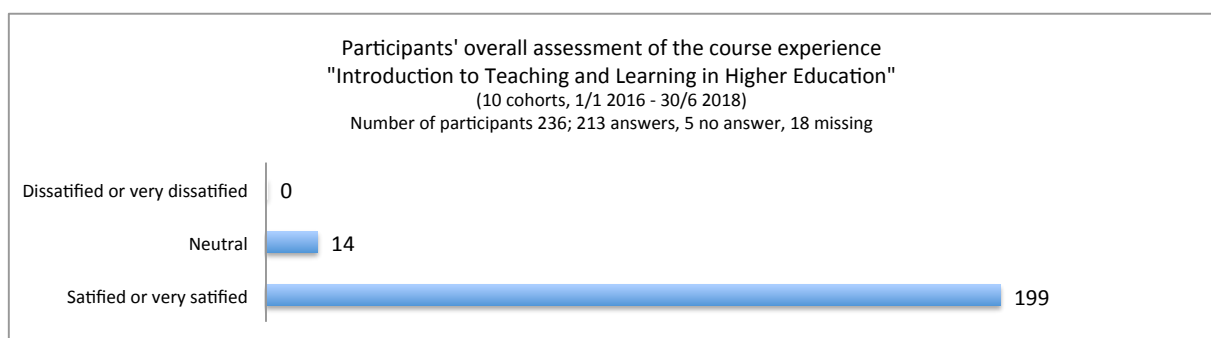 Participants' overall assessment of the course experience
"Introduction to Teaching and Learning in Higher Education"
(10 cohorts, 1/1 2016 - 30/6 2018)
Number of participants 236; 213 answers, 5 no answer, 18 missing
Dissatified or very dissatified 0
Neutral 14
Satified or very satified 199